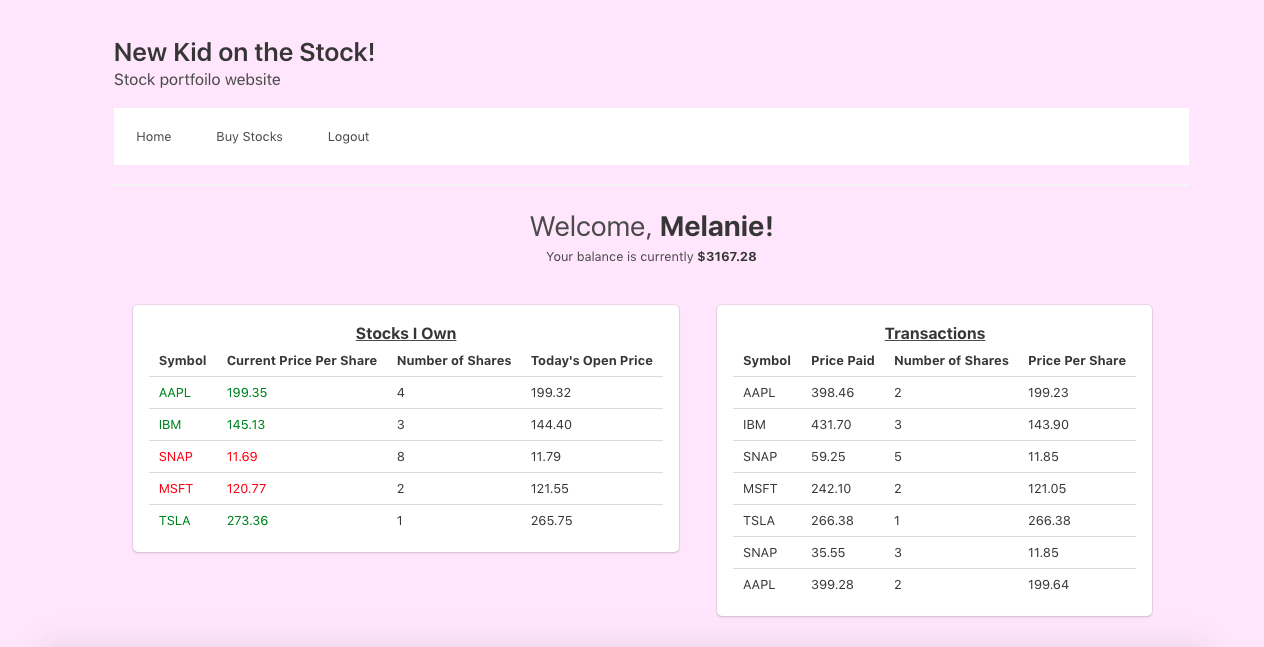 New Kid on the Stock!
Stock portfoilo website
Home Buy Stocks Logout
Welcome, Melanie!
Your balance is currently $3167.28
Stocks I Own
Symbol Current Price Per Share Number of Shares Today's Open Price
AAPL 199.35 4 199.32
IBM 145.13 3 144.40
SNAP 11.69 8 11.79
MSFT 120.77 2 121.55
TSLA 273.36 1 265.75
Transactions
Symbol Price Paid Number of Shares Price Per Share
AAPL 398.46 2 199.23
IBM 431.70 3 143.90
SNAP 59.25 5 11.85
MSFT 242.10 2 121.05
TSLA 266.38 1 266.38
SNAP 35.55 3 11.85
AAPL 399.28 2 199.64